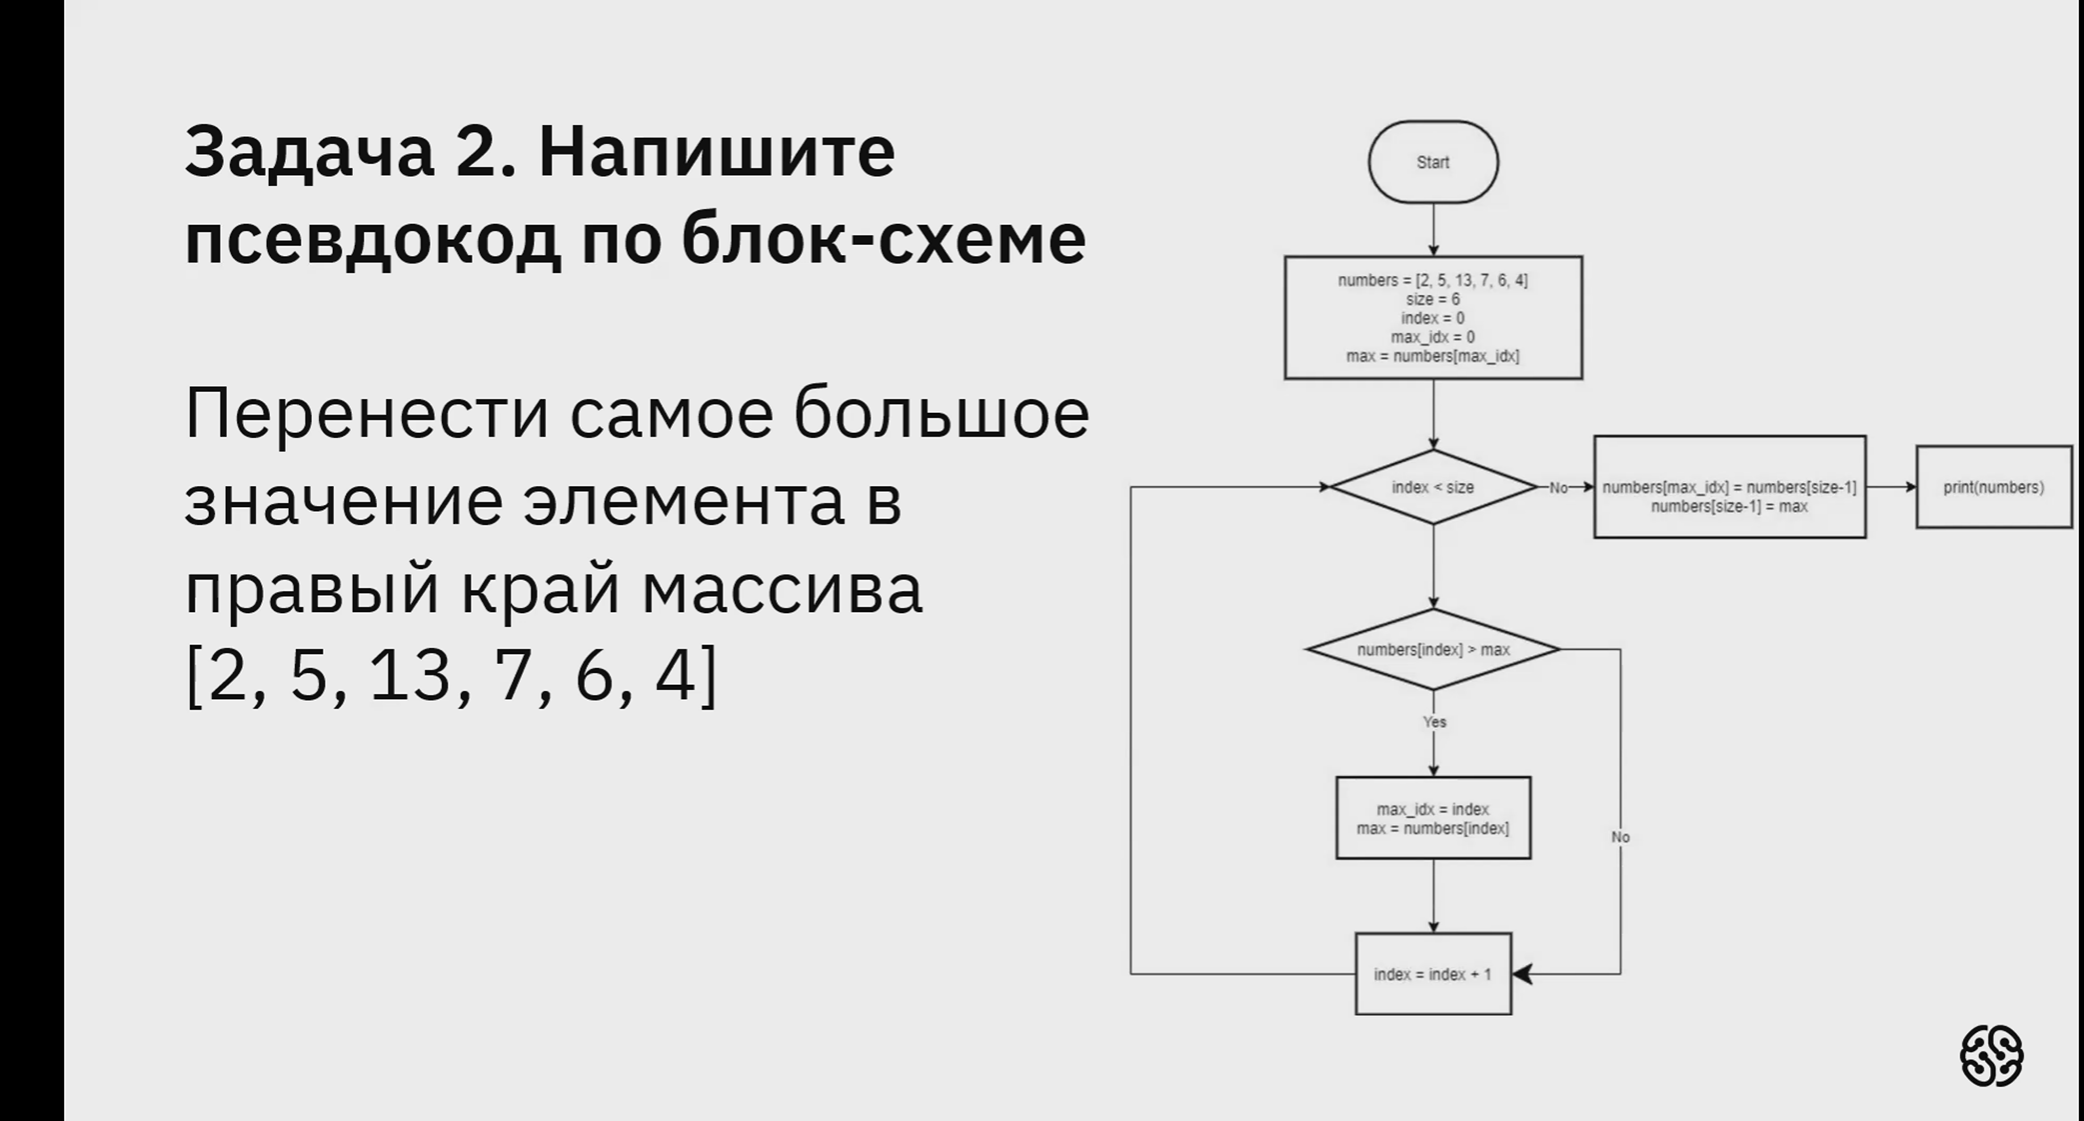 Задача 2. Напишите
псевдокод по блок-схеме
Перенести самое большое
значение элемента в
правый край массива
[2, 5, 13, 7, 6, 4]
Start
numbers = [2, 5, 13, 7, 6, 4]
size = 6
index = 0
max_idx = 0
max = numbers[max_idx]
index < size
No
numbers[max_idx] = numbers[size-1]
numbers[size-1] = max
print(numbers)
numbers[index] > max
Yes
max_idx = index
max = numbers[index]
No
index = index + 1